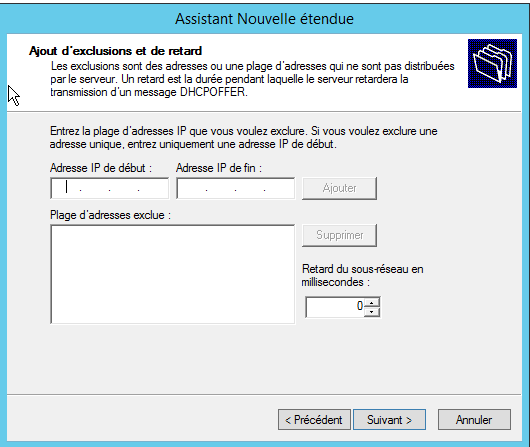 Assistant Nouvelle étendue
Ajout d'exclusions et de retard
Les exclusions sont des adresses ou une plage d'adresses qui ne sont pas distribuées
par le serveur. Un retard est la durée pendant laquelle le serveur retardera la
transmission d'un message DHCPOFFER.
Entrez la plage d'adresses IP que vous voulez exclure. Si vous voulez exclure une
adresse unique, entrez uniquement une adresse IP de début.
Adresse IP de début : Adresse IP de fin :
. . . . . . Ajouter
Plage d'adresses exclue :
Supprimer
Retard du sous-réseau en
millisecondes :
0
< Précédent Suivant > Annuler